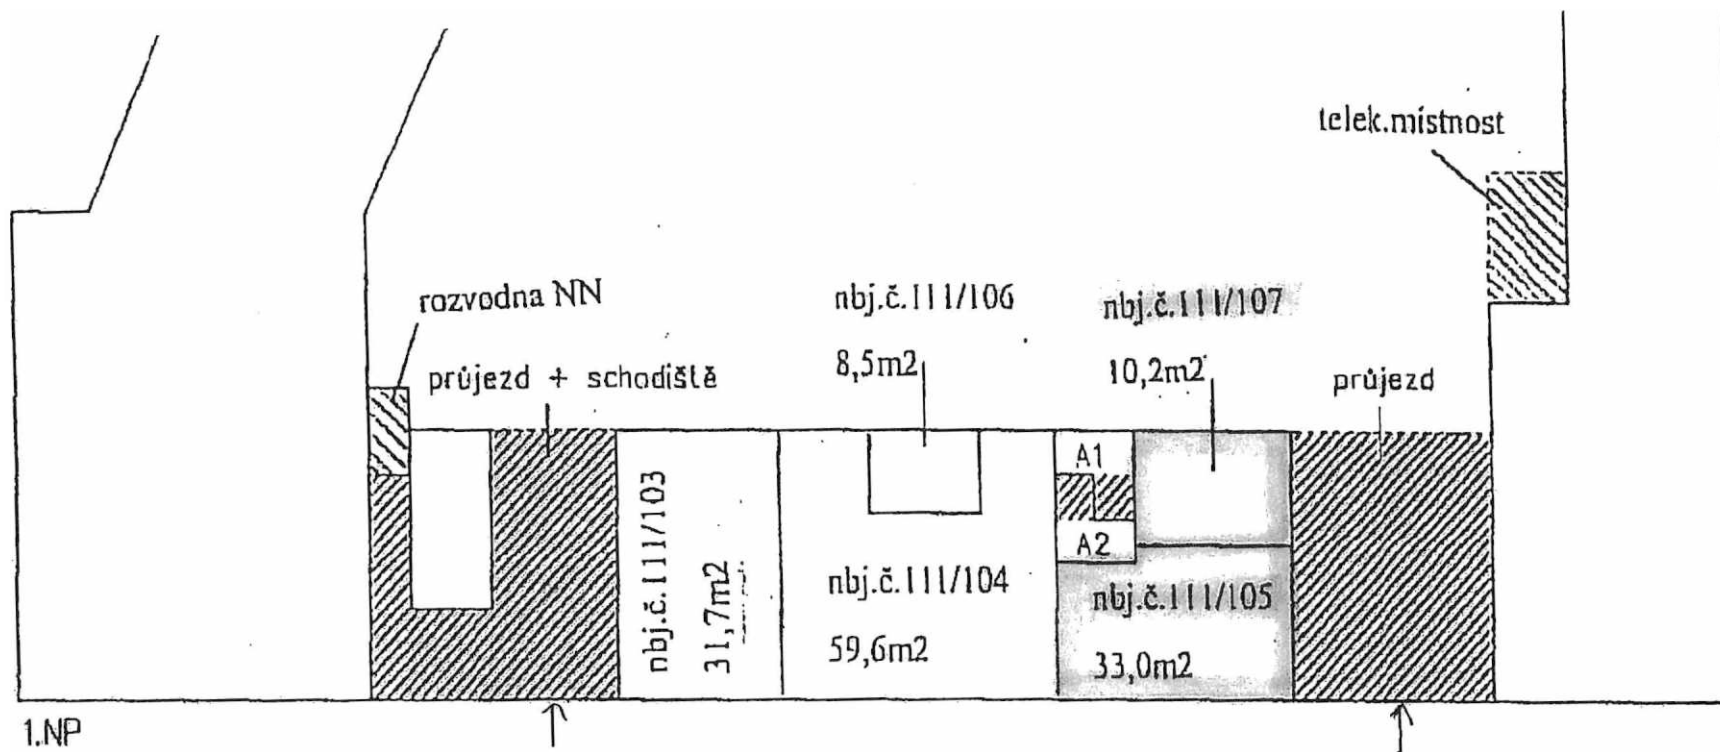 telek.místnost
rozvodna NN
nbj.č.111/106
8,5m2
nbj.č.111/107
10,2m2
průjezd + schodiště
průjezd
nbj.č.111/103
31,7m2
A1
A2
nbj.č.111/104
59,6m2
nbj.č.111/105
33,0m2
1.NP